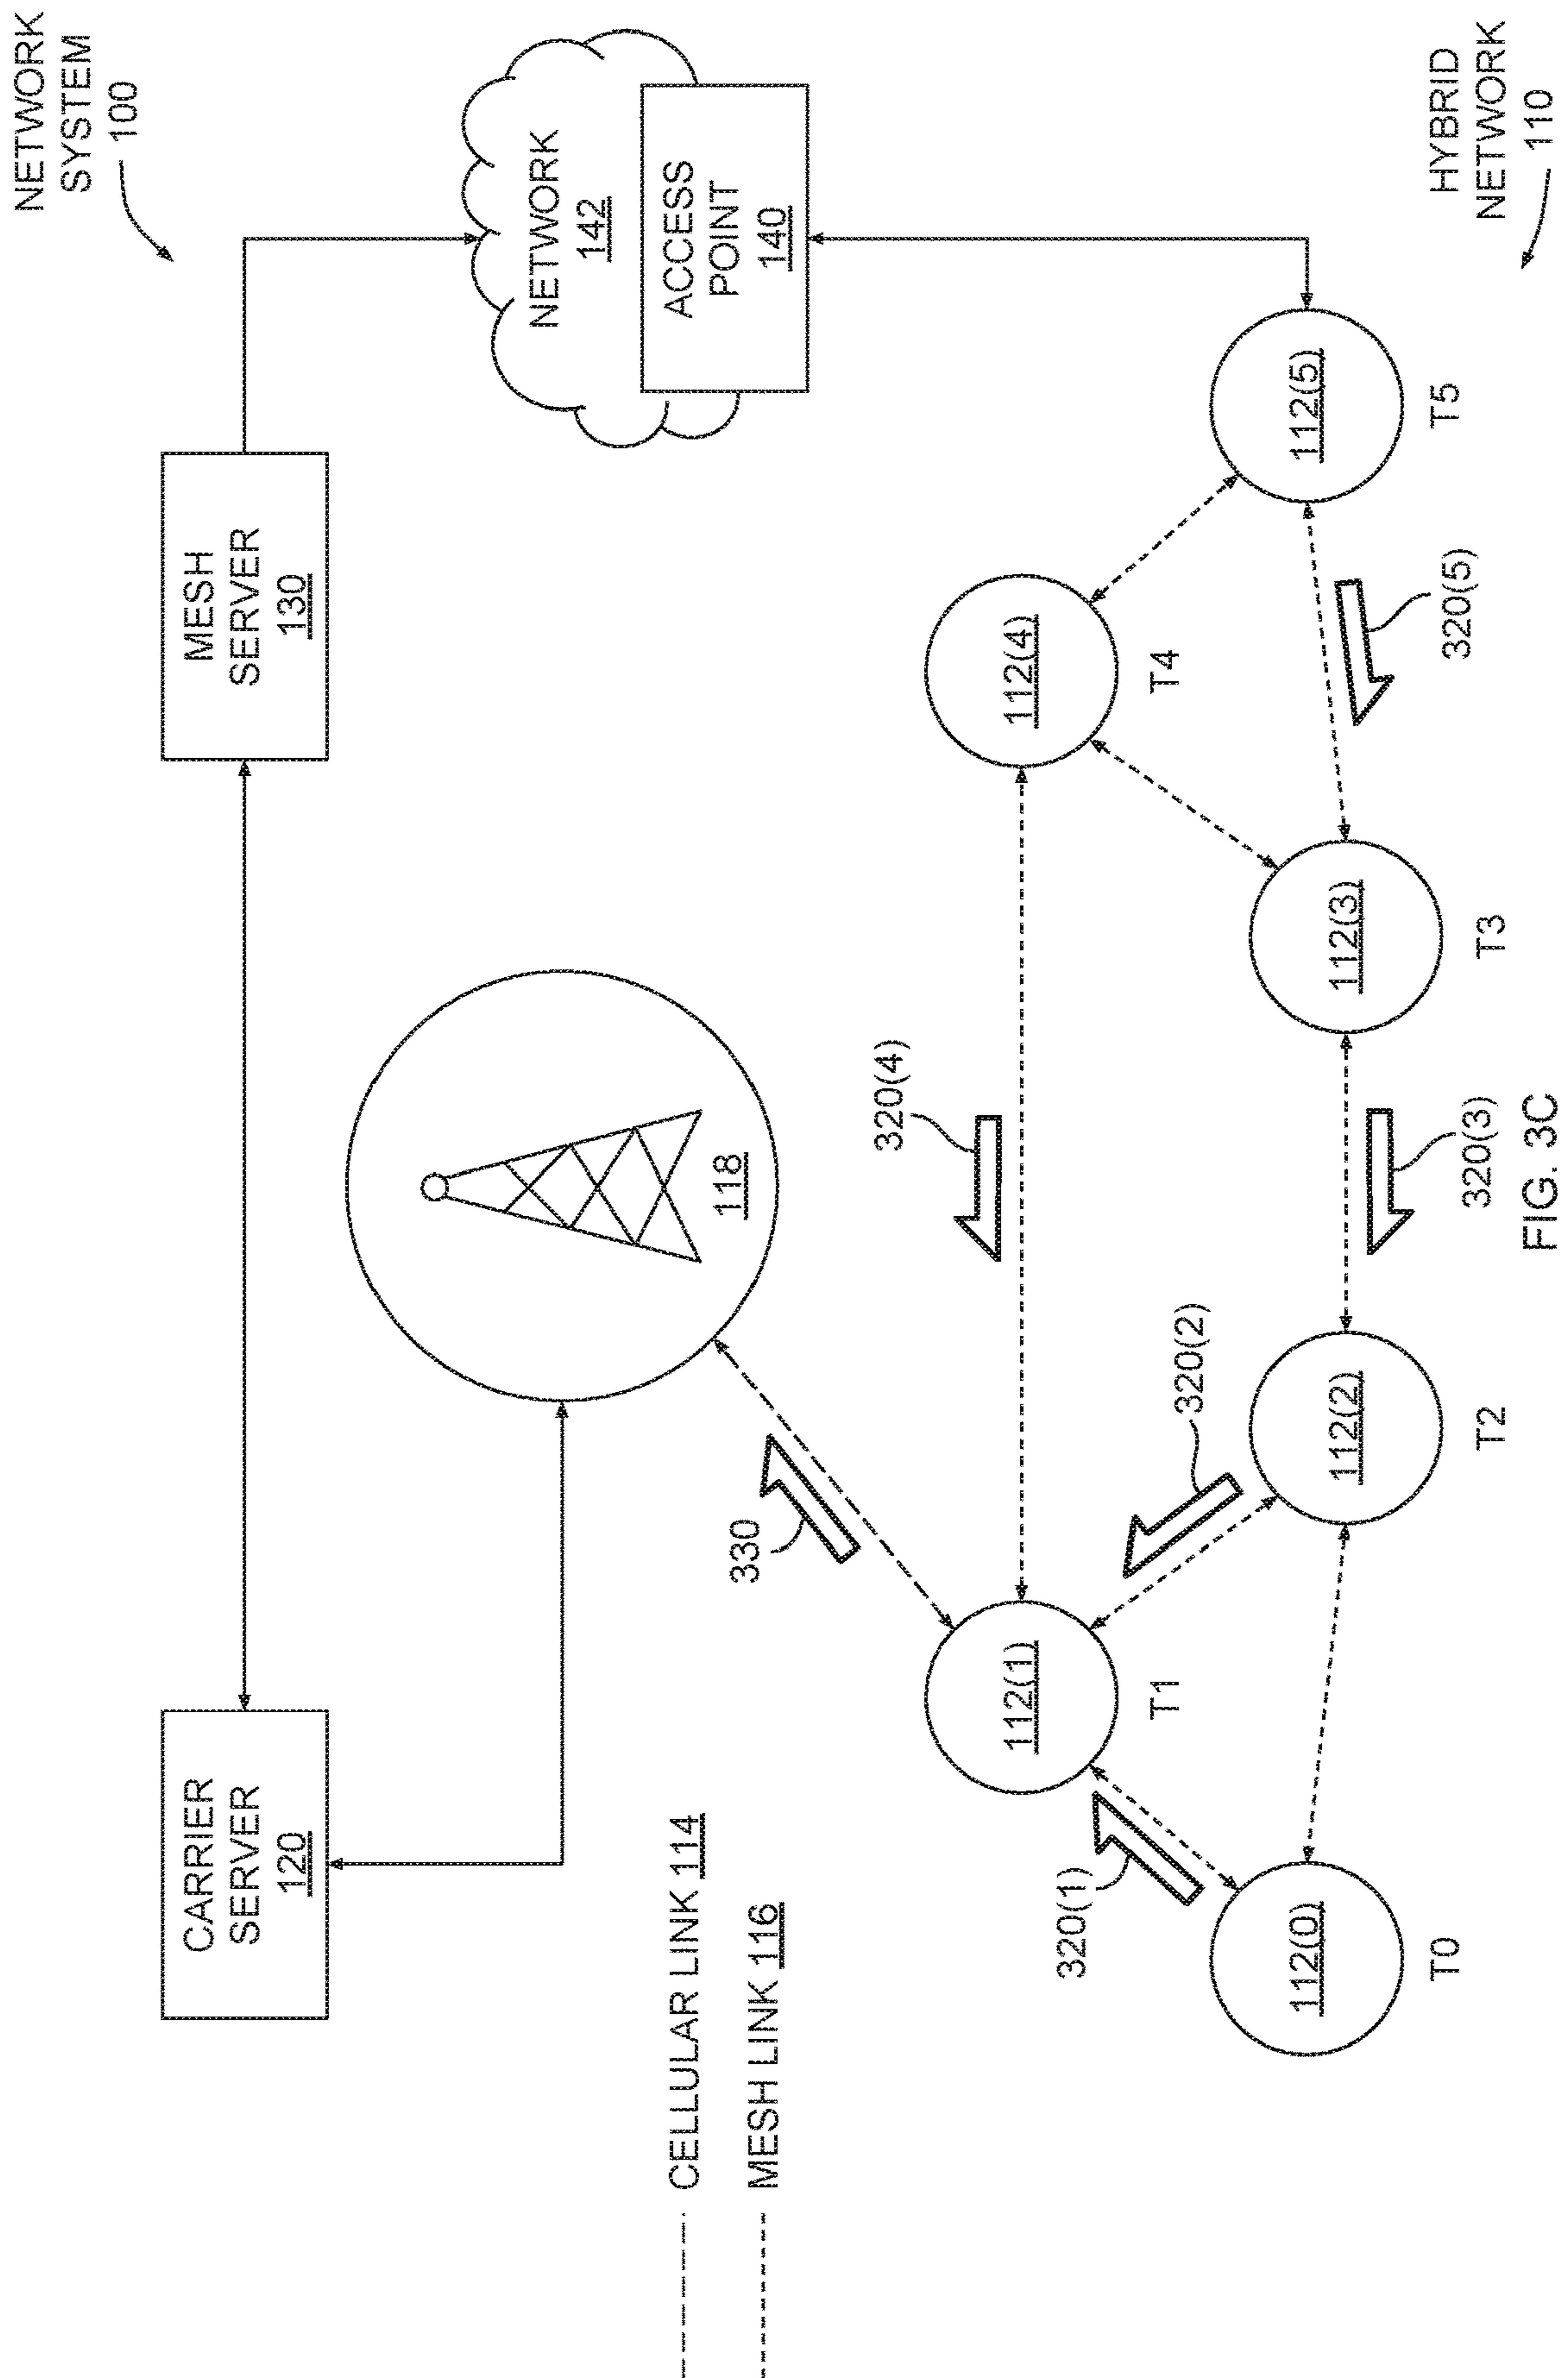 NETWORK
SYSTEM
100
CARRIER
SERVER
120
MESH
SERVER
130
NETWORK
142
ACCESS
POINT
140
118
CELLULAR LINK 114
MESH LINK 116
330
320(4)
112(1)
T1
112(4)
T4
320(1)
320(2)
112(0)
T0
112(2)
T2
112(3)
T3
112(5)
T5
320(3)
320(5)
HYBRID
NETWORK
110
FIG. 3C